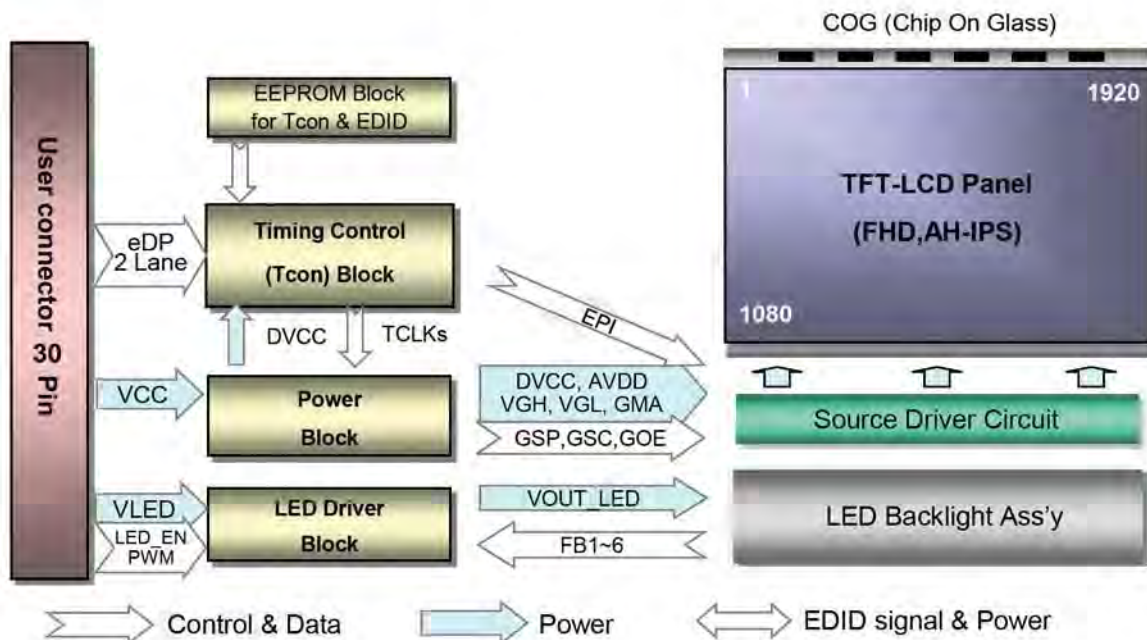 COG (Chip On Glass)
User connector 30 Pin
EEPROM Block
for Tcon & EDID
1
1920
TFT-LCD Panel
(FHD,AH-IPS)
1080
eDP
2 Lane
Timing Control
(Tcon) Block
EPI
DVCC
TCLKs
VCC
Power
Block
DVCC, AVDD
VGH, VGL, GMA
GSP,GSC,GOE
Source Driver Circuit
VLED
LED_EN
PWM
LED Driver
Block
VOUT_LED
FB1~6
LED Backlight Ass'y
Control & Data
Power
EDID signal & Power